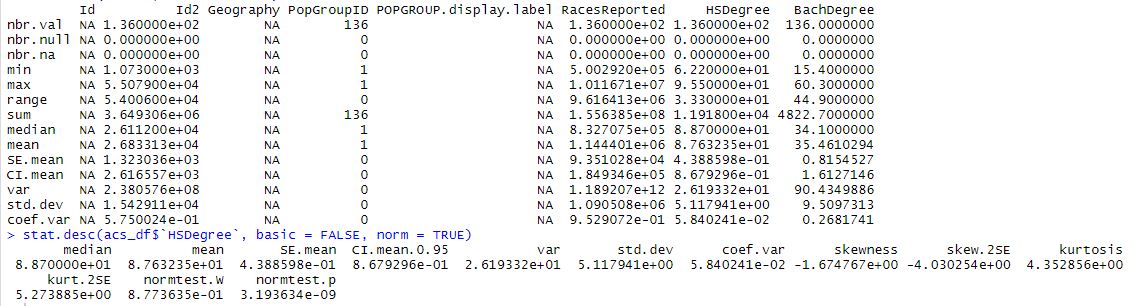 Id Id2 Geography PopGroupID POPGROUP.display.label RacesReported HSDegree BachDegree
nbr.val NA 1.360000e+02 NA 136 NA 1.360000e+02 1.360000e+02 136.0000000
nbr.null NA 0.000000e+00 NA 0 NA 0.000000e+00 0.000000e+00 0.0000000
nbr.na NA 0.000000e+00 NA 0 NA 0.000000e+00 0.000000e+00 0.0000000
min NA 1.073000e+03 NA 1 NA 5.002920e+05 6.220000e+01 15.4000000
max NA 5.507900e+04 NA 1 NA 1.011671e+07 9.550000e+01 60.3000000
range NA 5.400600e+04 NA 0 NA 9.616413e+06 3.330000e+01 44.9000000
sum NA 3.649306e+06 NA 136 NA 1.556385e+08 1.191800e+04 4822.7000000
median NA 2.611200e+04 NA 1 NA 8.327075e+05 8.870000e+01 34.1000000
mean NA 2.683313e+04 NA 1 NA 1.144401e+06 8.763235e+01 35.4610294
SE.mean NA 1.323036e+03 NA 0 NA 9.351028e+04 4.388598e-01 0.8154527
CI.mean NA 2.616557e+03 NA 0 NA 1.849346e+05 8.679296e-01 1.6127146
var NA 2.380576e+08 NA 0 NA 1.189207e+12 2.619332e+01 90.4349886
std.dev NA 1.542911e+04 NA 0 NA 1.090508e+06 5.117941e+00 9.5097313
coef.var NA 5.750024e-01 NA 0 NA 9.529072e-01 5.840241e-02 0.2681741
> stat.desc(acs_df$`HSDegree`, basic = FALSE, norm = TRUE)
median mean SE.mean CI.mean.0.95 var std.dev coef.var skewness skew.2SE kurtosis
8.870000e+01 8.763235e+01 4.388598e-01 8.679296e-01 2.619332e+01 5.117941e+00 5.840241e-02 -1.674767e+00 -4.030254e+00 4.352856e+00
kurt.2SE normtest.W normtest.p
5.273885e+00 8.773635e-01 3.193634e-09